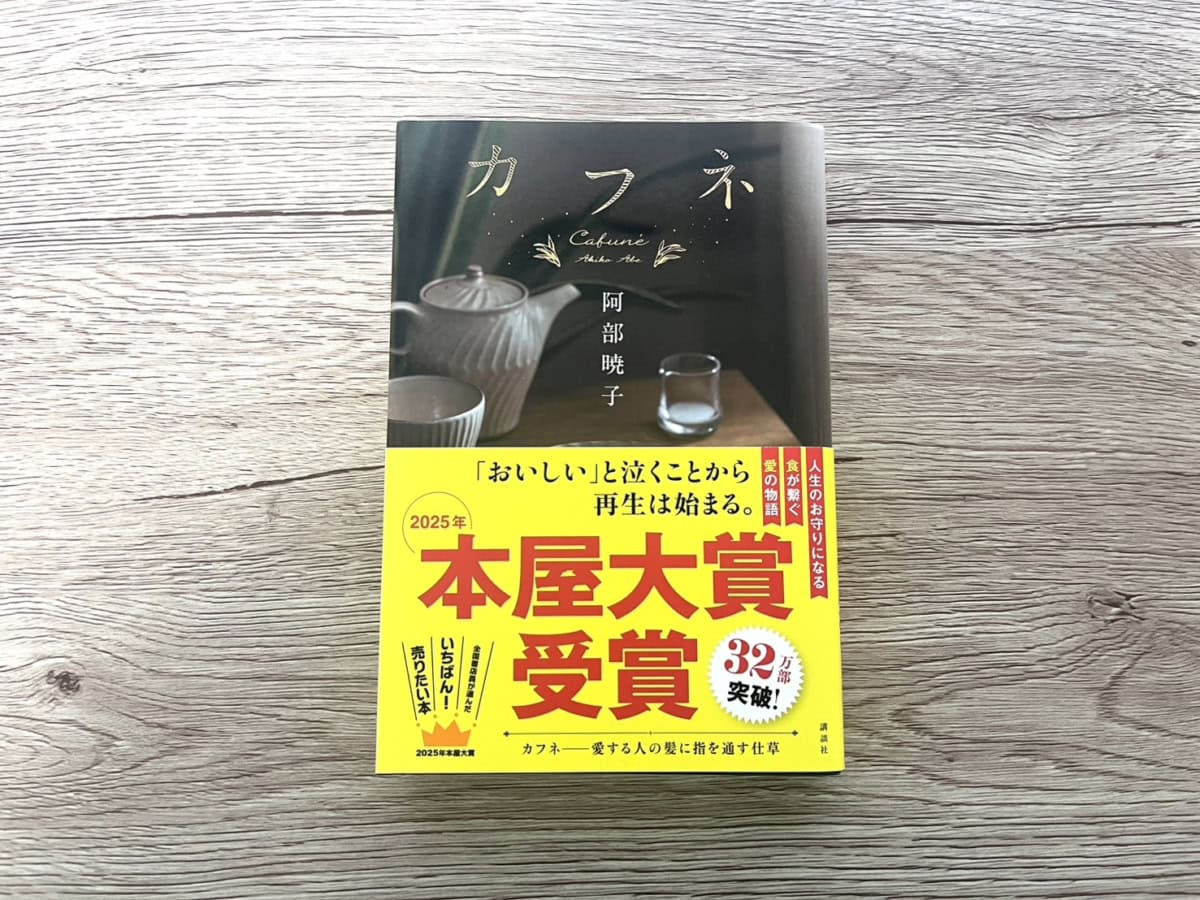 カフネ
Cafuné
Akiko Abe
阿部暁子
「おいしい」と泣くことから
再生は始まる。
人生のお守りになる
食が繋ぐ
愛の物語
2025年
本屋大賞
受賞
32万部
突破!
全国書店員が選んだ
いちばん!
売りたい本
2025年本屋大賞
カフネ――愛する人の髪に指を通す仕草
講談社